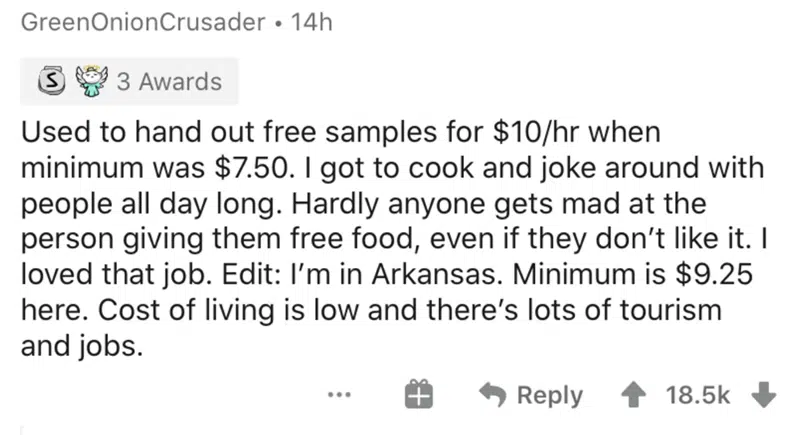 GreenOnionCrusader • 14h
S 3 Awards
Used to hand out free samples for $10/hr when
minimum was $7.50. I got to cook and joke around with
people all day long. Hardly anyone gets mad at the
person giving them free food, even if they don’t like it. I
loved that job. Edit: I’m in Arkansas. Minimum is $9.25
here. Cost of living is low and there’s lots of tourism
and jobs.
... Reply 18.5k